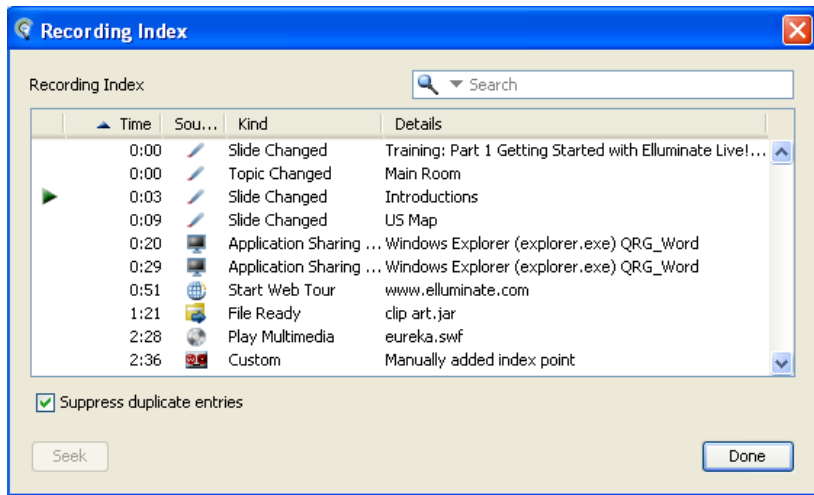 Recording Index
Recording Index
Search
Time Sou... Kind Details
0:00 Slide Changed Training: Part 1 Getting Started with Elluminate Live!...
0:00 Topic Changed Main Room
0:03 Slide Changed Introductions
0:09 Slide Changed US Map
0:20 Application Sharing ... Windows Explorer (explorer.exe) QRG_Word
0:29 Application Sharing ... Windows Explorer (explorer.exe) QRG_Word
0:51 Start Web Tour www.elluminate.com
1:21 File Ready clip art.jar
2:28 Play Multimedia eureka.swf
2:36 Custom Manually added index point
Suppress duplicate entries
Seek Done